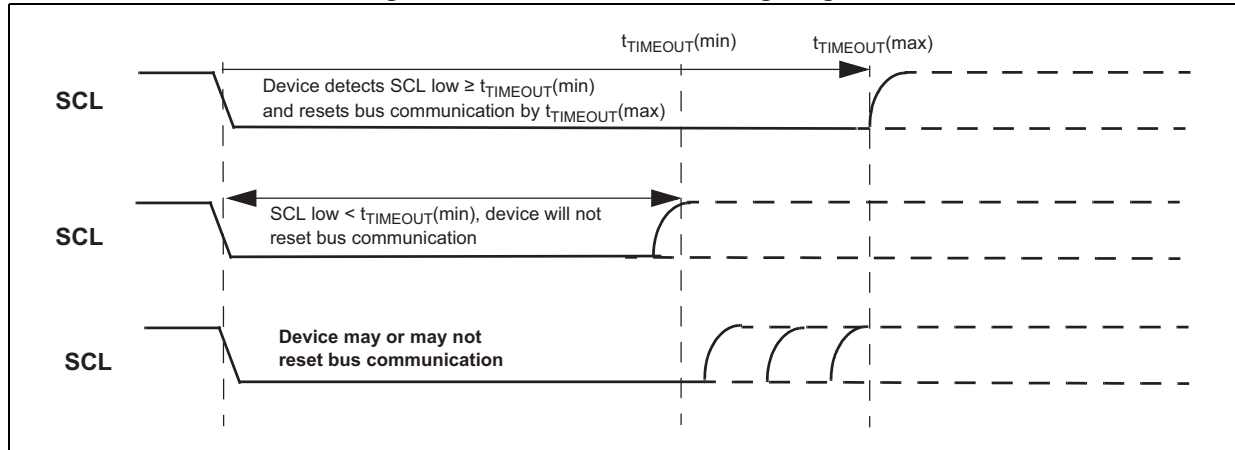 tTIMEOUT(min)
tTIMEOUT(max)
SCL
Device detects SCL low ≥ tTIMEOUT(min)
and resets bus communication by tTIMEOUT(max)
SCL
SCL low < tTIMEOUT(min), device will not
reset bus communication
SCL
Device may or may not
reset bus communication